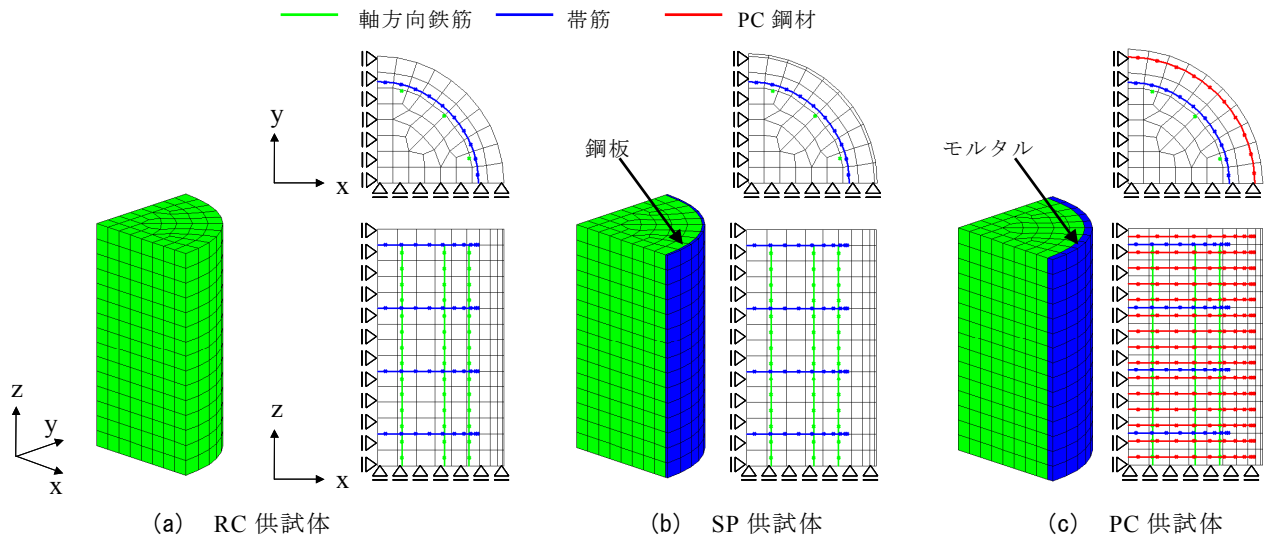 軸方向鉄筋 帯筋 PC 鋼材
y
x
鋼板
モルタル
z
y
x
z
x
(a) RC 供試体
(b) SP 供試体
(c) PC 供試体